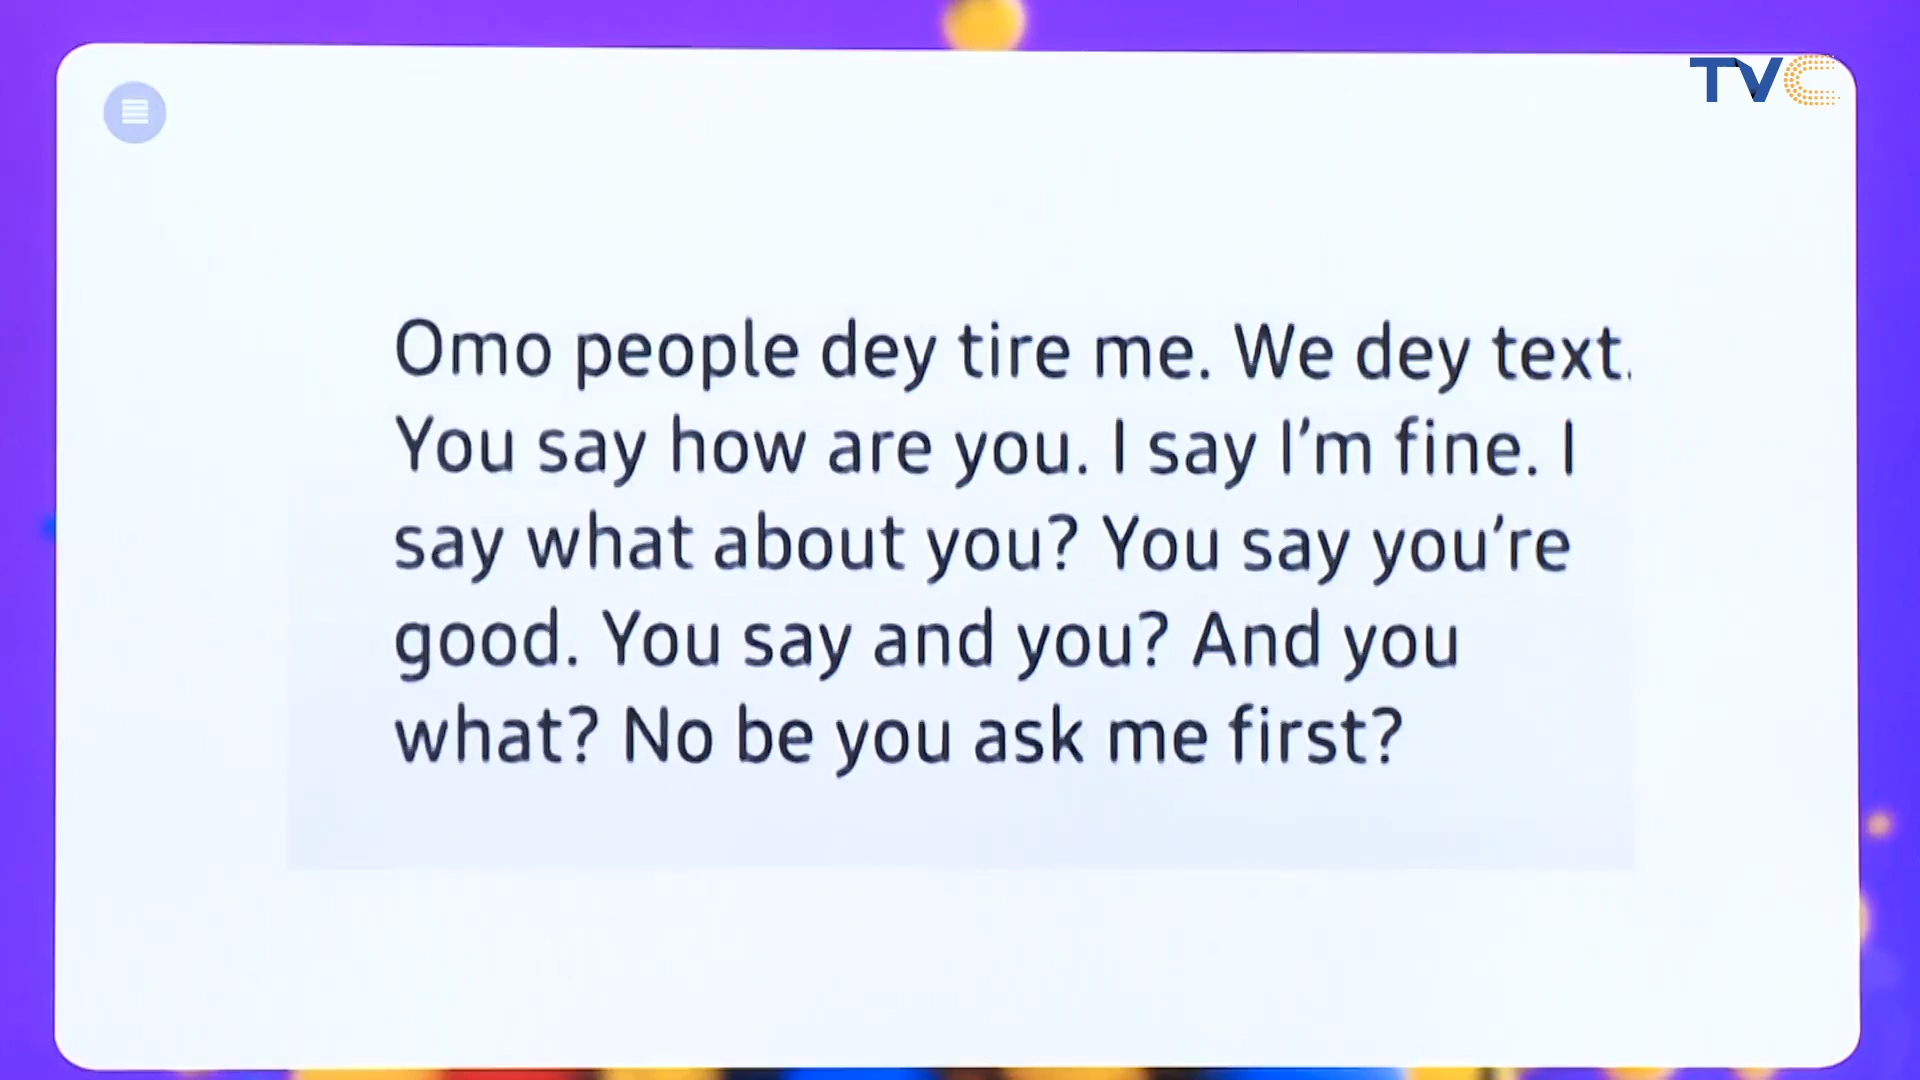 TVC
Omo people dey tire me. We dey text.
You say how are you. I say I’m fine. I
say what about you? You say you’re
good. You say and you? And you
what? No be you ask me first?